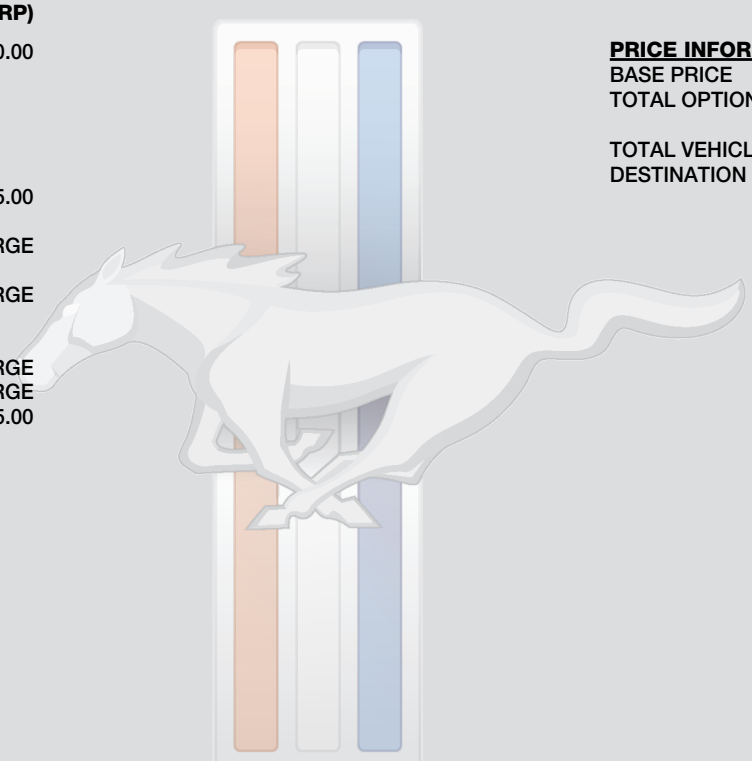 RP)
0.00
5.00
RGE
RGE
RGE
RGE
5.00
PRICE INFOR
BASE PRICE
TOTAL OPTION
TOTAL VEHICL
DESTINATION